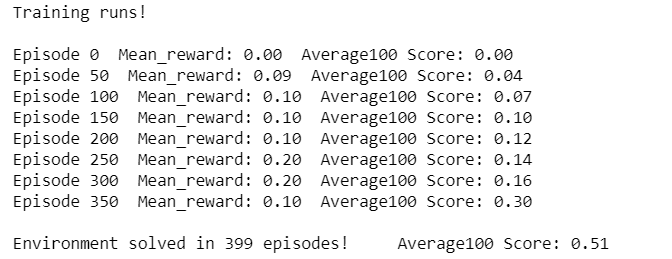 Training runs!
Episode 0 Mean_reward: 0.00 Average100 Score: 0.00
Episode 50 Mean_reward: 0.09 Average100 Score: 0.04
Episode 100 Mean_reward: 0.10 Average100 Score: 0.07
Episode 150 Mean_reward: 0.10 Average100 Score: 0.10
Episode 200 Mean_reward: 0.10 Average100 Score: 0.12
Episode 250 Mean_reward: 0.20 Average100 Score: 0.14
Episode 300 Mean_reward: 0.20 Average100 Score: 0.16
Episode 350 Mean_reward: 0.10 Average100 Score: 0.30
Environment solved in 399 episodes! Average100 Score: 0.51